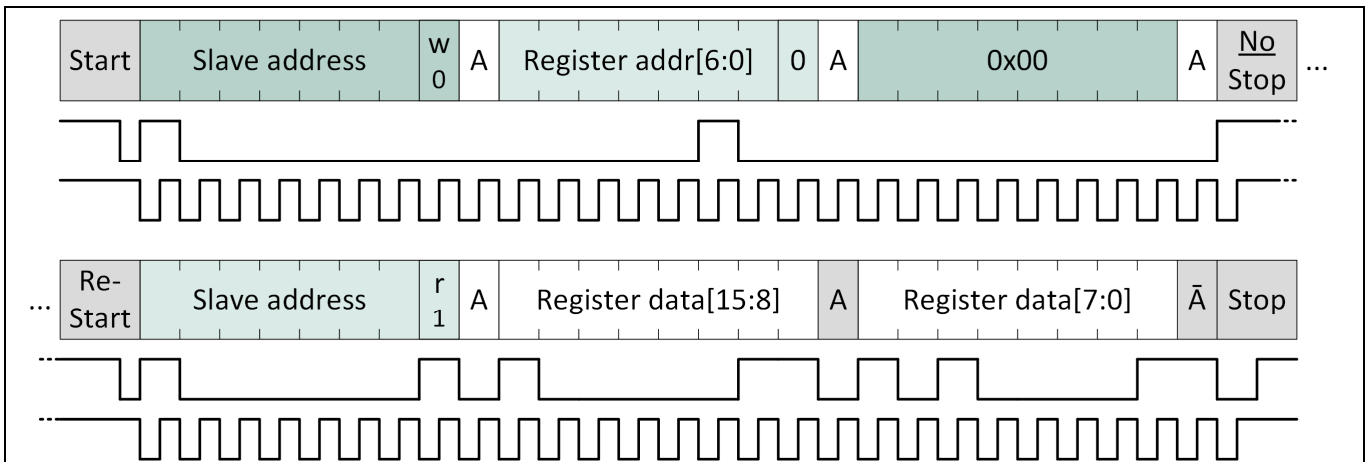 Start Slave address w 0 A Register addr[6:0] 0 A 0x00 A No Stop ...
... Re-Start Slave address r 1 A Register data[15:8] A Register data[7:0] Ā Stop